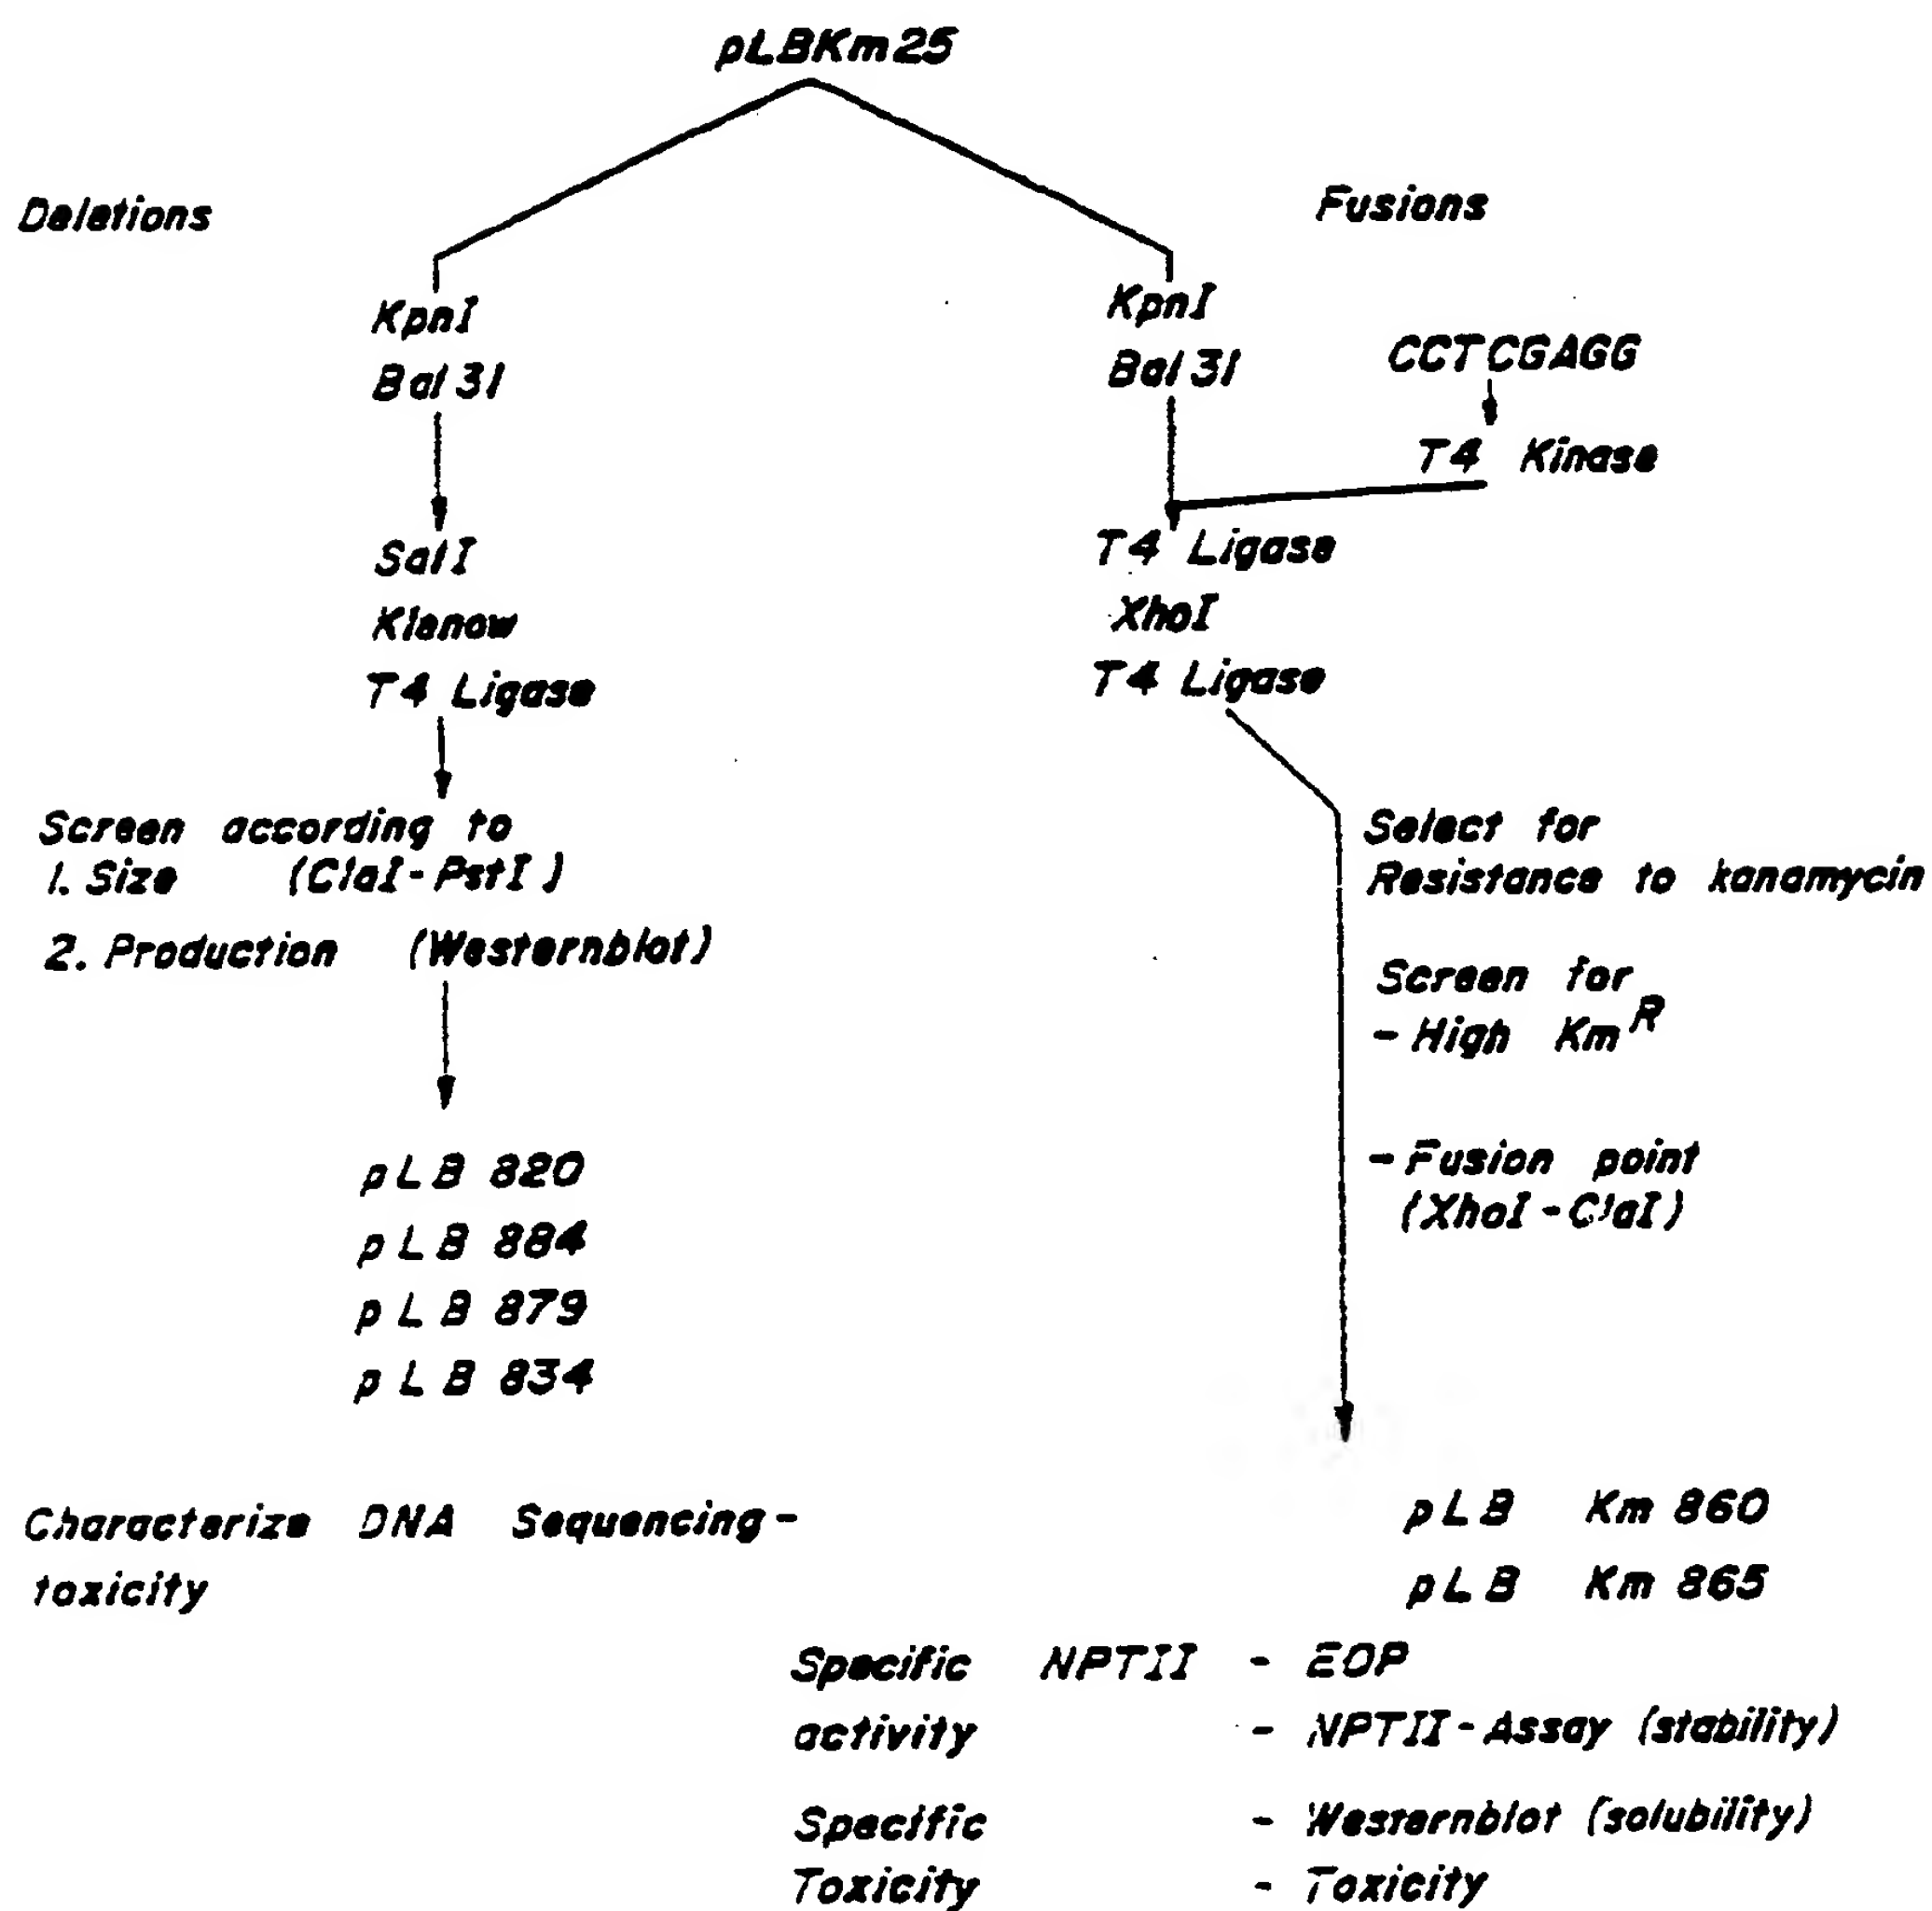 pLBKm25
Deletions
Fusions
KpnI
Bal 31
KpnI
Bal 31
CCTCGAGG
T4 Kinase
SalI
Klenow
T4 Ligase
T4 Ligase
XhoI
T4 Ligase
Screen according to
1. Size (ClaI-PstI)
2. Production (Westernblot)
Select for
Resistance to kanamycin
Screen for
- High Km R
- Fusion point
(XhoI-ClaI)
pLB 820
pLB 884
pLB 879
pLB 834
Characterize DNA Sequencing-
toxicity
pLB Km 860
pLB Km 865
Specific NPTII - EOP
activity - NPTII-Assay (stability)
Specific - Westernblot (solubility)
Toxicity - Toxicity